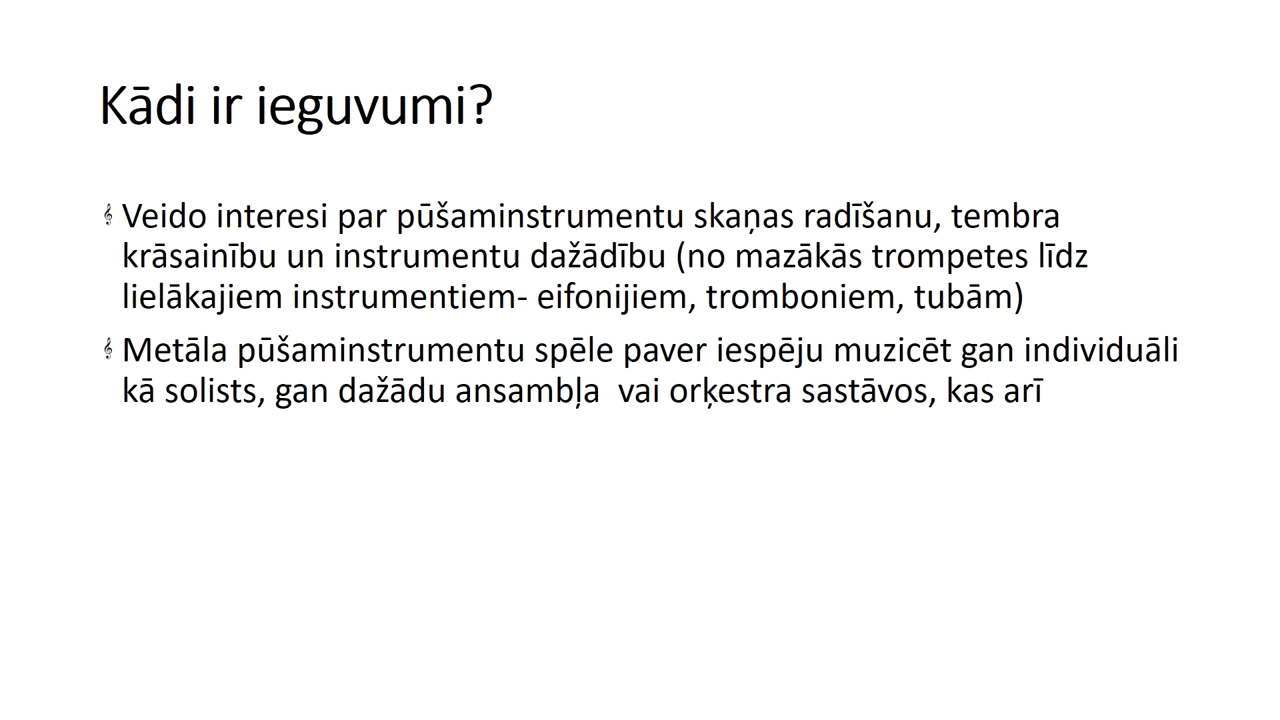 Kādi ir ieguvumi?
Veido interesi par pūšaminstrumentu skaņas radīšanu, tembra
krāsainību un instrumentu dažādību (no mazākās trompetes līdz
lielākajiem instrumentiem- eifonijiem, tromboniem, tubām)
Metāla pūšaminstrumentu spēle paver iespēju muzicēt gan individuāli
kā solists, gan dažādu ansambļa  vai orķestra sastāvos, kas arī